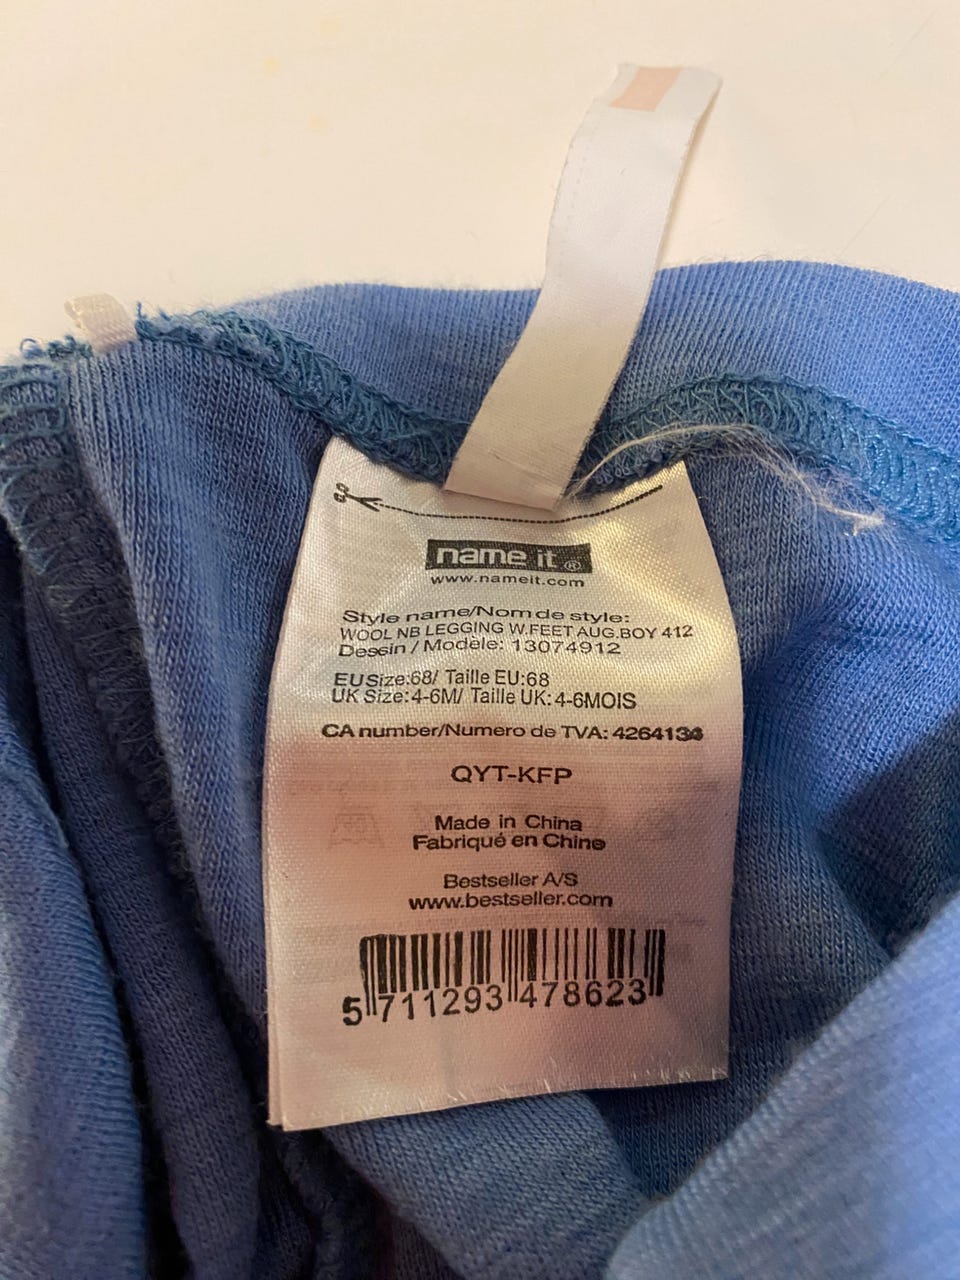 name it ®
www.nameit.com
Style name/Nom de style:
WOOL NB LEGGING W.FEET AUG.BOY 412
Dessin / Modèle: 13074912
EU Size:68/ Taille EU:68
UK Size:4-6M/ Taille UK:4-6MOIS
CA number/Numero de TVA: 4264134
QYT-KFP
Made in China
Fabriqué en Chine
Bestseller A/S
www.bestseller.com
5 711293 478623